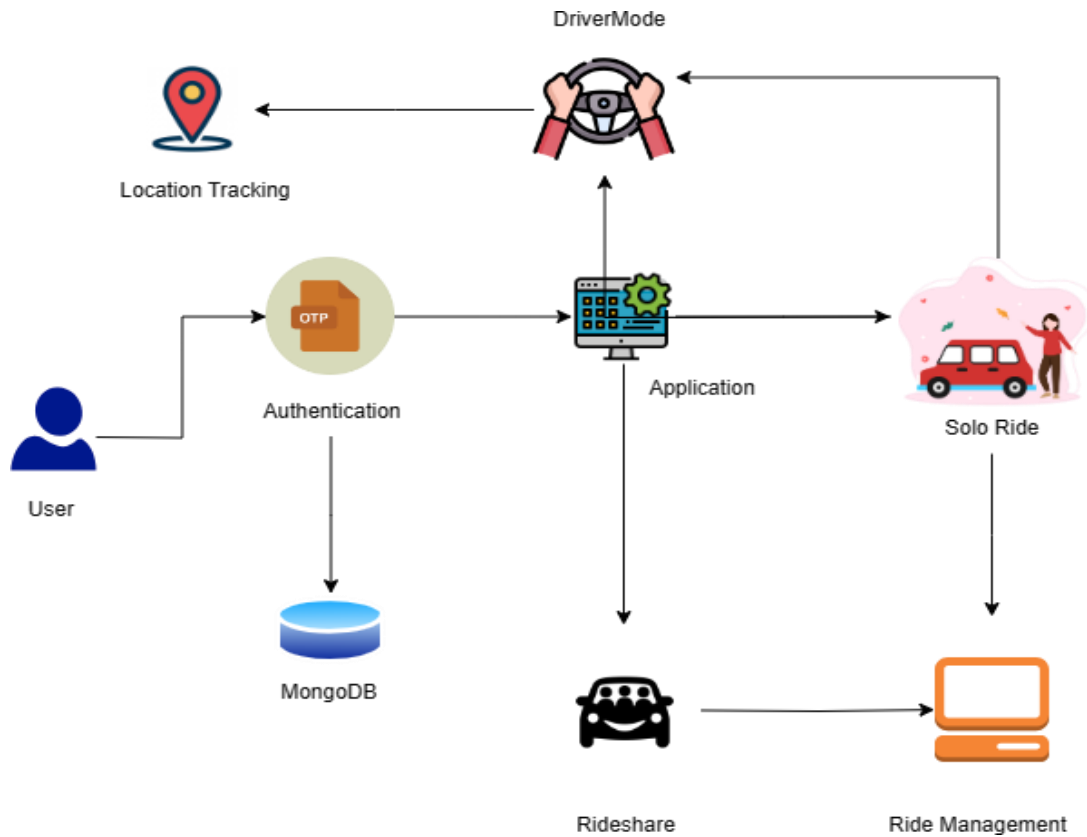 DriverMode
Location Tracking
OTP
Authentication
Application
Solo Ride
User
MongoDB
Rideshare
Ride Management